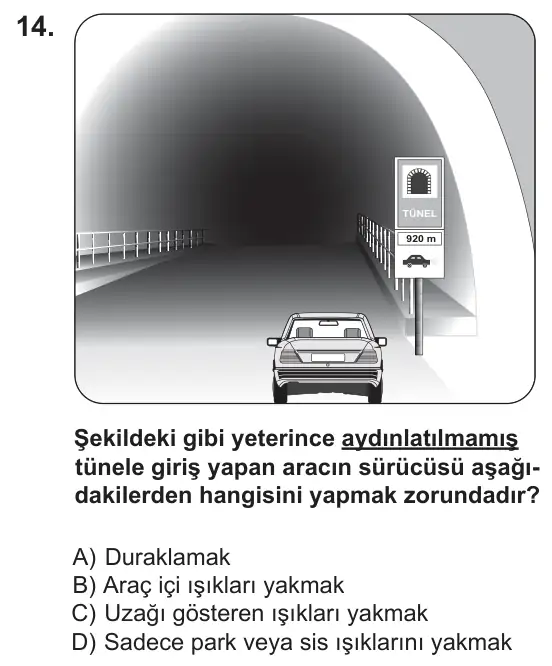 14.
TÜNEL
920 m
Şekildeki gibi yeterince aydınlatılmamış
tünele giriş yapan aracın sürücüsü aşağı-
dakilerden hangisini yapmak zorundadır?
A) Duraklamak
B) Araç içi ışıkları yakmak
C) Uzağı gösteren ışıkları yakmak
D) Sadece park veya sis ışıklarını yakmak